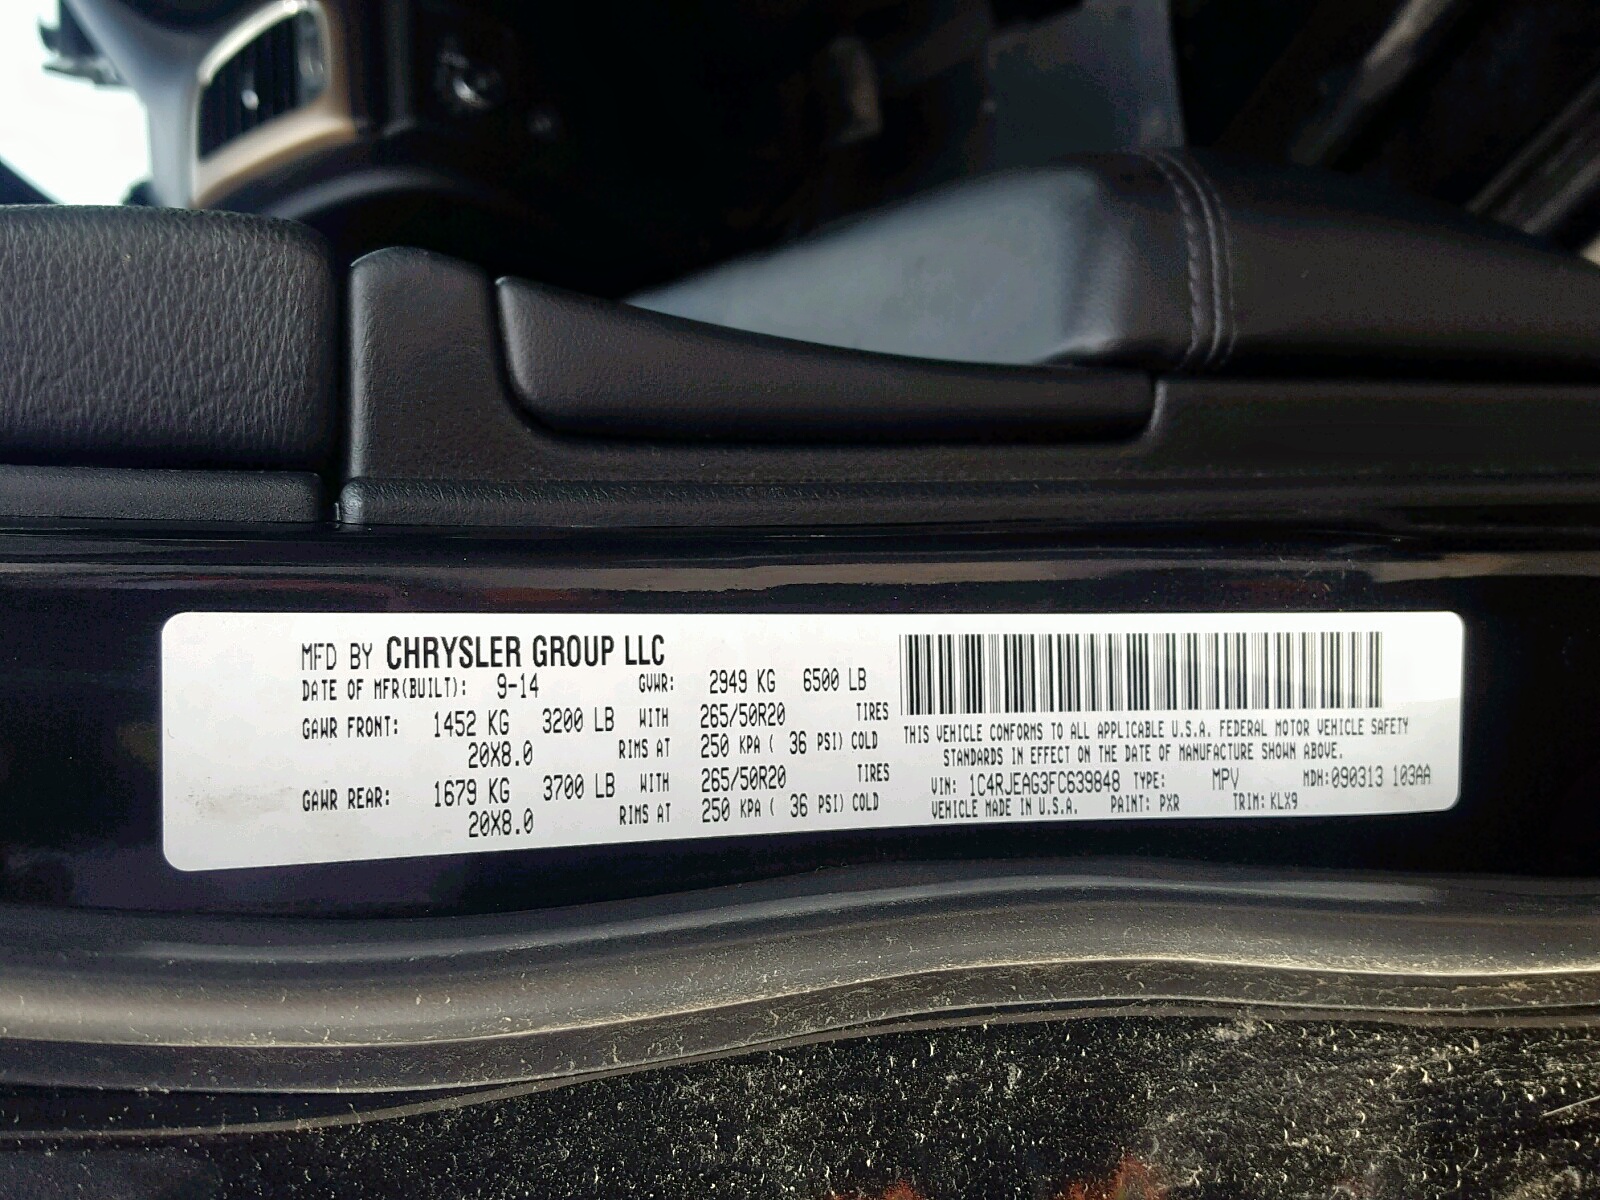 MFD BY CHRYSLER GROUP LLC
DATE OF MFR(BUILT): 9-14 GVWR: 2949 KG 6500 LB
GAWR FRONT: 1452 KG 3200 LB WITH 265/50R20 TIRES
20X8.0 RIMS AT 250 KPA ( 36 PSI) COLD
GAWR REAR: 1679 KG 3700 LB WITH 265/50R20 TIRES
20X8.0 RIMS AT 250 KPA ( 36 PSI) COLD
THIS VEHICLE CONFORMS TO ALL APPLICABLE U.S.A. FEDERAL MOTOR VEHICLE SAFETY
STANDARDS IN EFFECT ON THE DATE OF MANUFACTURE SHOWN ABOVE.
VIN: 1C4RJEAG3FC639848 TYPE: MPV MDH:090313 103AA
VEHICLE MADE IN U.S.A. PAINT: PXR TRIM: KLX9